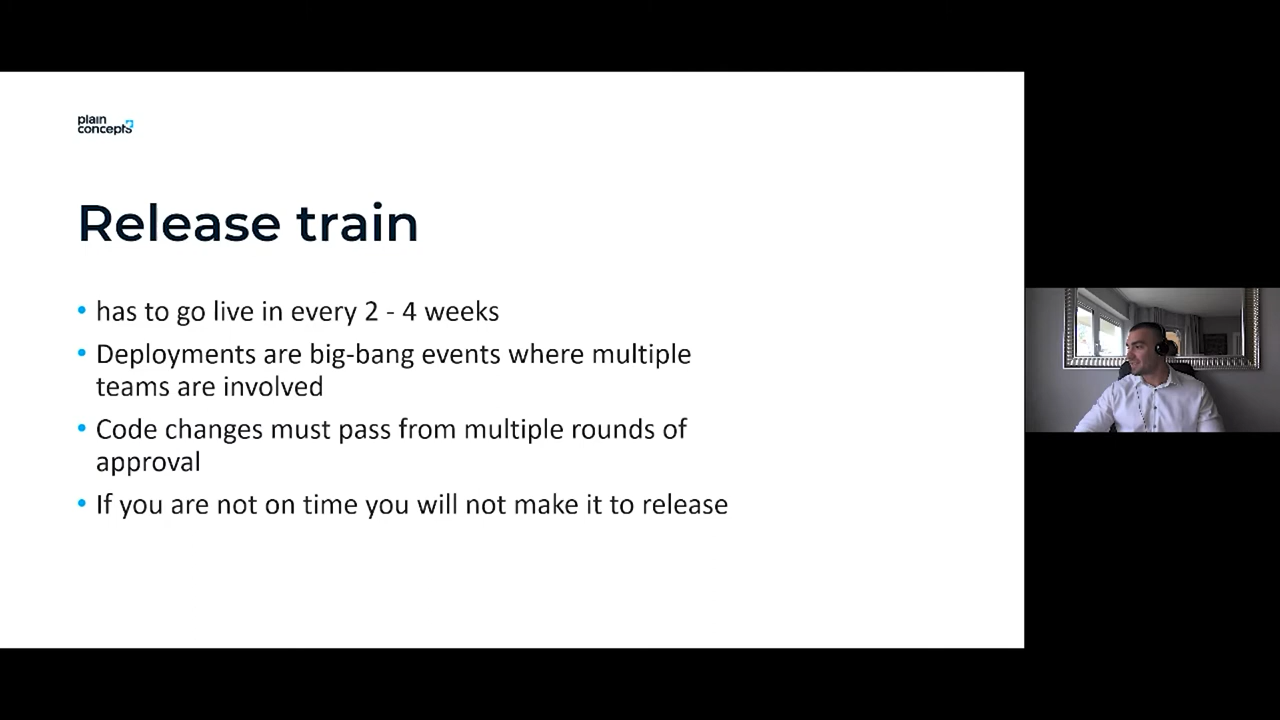 plain
concepts
Release train
• has to go live in every 2 - 4 weeks
• Deployments are big-bang events where multiple
teams are involved
• Code changes must pass from multiple rounds of
approval
• If you are not on time you will not make it to release